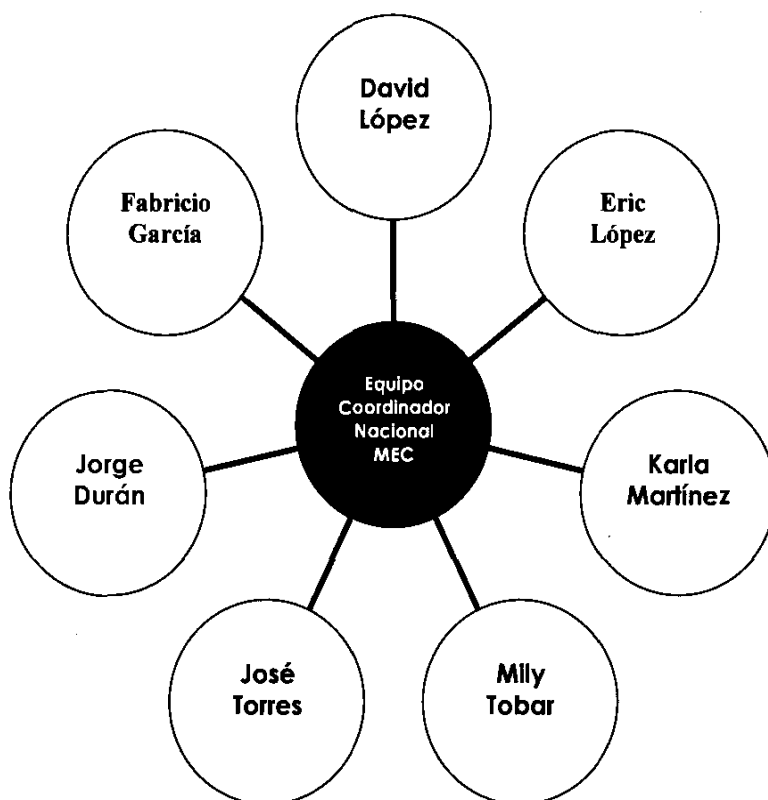 David
López
Eric
López
Karla
Martínez
Mily
Tobar
José
Torres
Jorge
Durán
Fabricio
García
Equipo
Coordinador
Nacional
MEC